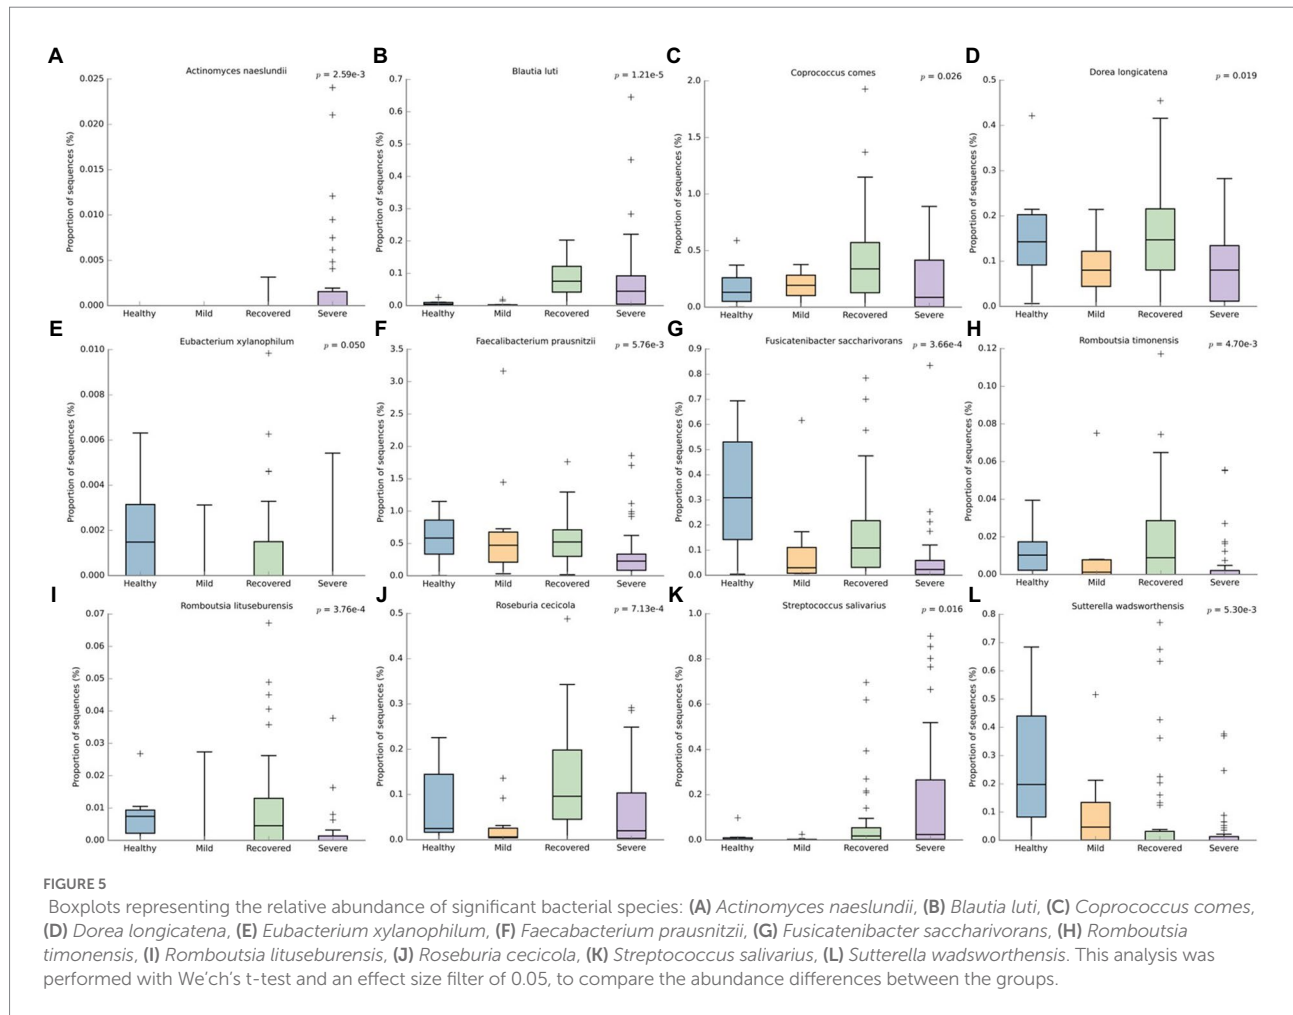 A
Actinomyces naeslundii
p = 2.59e-3
Proportion of sequences (%)
0.025
0.020
0.015
0.010
0.005
0.000
Healthy Mild Recovered Severe
B
Blautia luti
p = 1.21e-5
Proportion of sequences (%)
0.7
0.6
0.5
0.4
0.3
0.2
0.1
0.0
Healthy Mild Recovered Severe
C
Coprococcus comes
p = 0.026
Proportion of sequences (%)
2.0
1.5
1.0
0.5
0.0
Healthy Mild Recovered Severe
D
Dorea longicatena
p = 0.019
Proportion of sequences (%)
0.5
0.4
0.3
0.2
0.1
0.0
Healthy Mild Recovered Severe
E
Eubacterium xylanophilum
p = 0.050
Proportion of sequences (%)
0.010
0.008
0.006
0.004
0.002
0.000
Healthy Mild Recovered Severe
F
Faecalibacterium prausnitzii
p = 5.76e-3
Proportion of sequences (%)
3.5
3.0
2.5
2.0
1.5
1.0
0.5
0.0
Healthy Mild Recovered Severe
G
Fusicatenibacter saccharivorans
p = 3.66e-4
Proportion of sequences (%)
0.9
0.8
0.7
0.6
0.5
0.4
0.3
0.2
0.1
0.0
Healthy Mild Recovered Severe
H
Romboutsia timonensis
p = 4.70e-3
Proportion of sequences (%)
0.12
0.10
0.08
0.06
0.04
0.02
0.00
Healthy Mild Recovered Severe
I
Romboutsia lituseburensis
p = 3.76e-4
Proportion of sequences (%)
0.07
0.06
0.05
0.04
0.03
0.02
0.01
0.00
Healthy Mild Recovered Severe
J
Roseburia cecicola
p = 7.13e-4
Proportion of sequences (%)
0.5
0.4
0.3
0.2
0.1
0.0
Healthy Mild Recovered Severe
K
Streptococcus salivarius
p = 0.016
Proportion of sequences (%)
1.0
0.8
0.6
0.4
0.2
0.0
Healthy Mild Recovered Severe
L
Sutterella wadsworthensis
p = 5.30e-3
Proportion of sequences (%)
0.8
0.7
0.6
0.5
0.4
0.3
0.2
0.1
0.0
Healthy Mild Recovered Severe
FIGURE 5
Boxplots representing the relative abundance of significant bacterial species: (A) Actinomyces naeslundii, (B) Blautia luti, (C) Coprococcus comes,
(D) Dorea longicatena, (E) Eubacterium xylanophilum, (F) Faecabacterium prausnitzii, (G) Fusicatenibacter saccharivorans, (H) Romboutsia
timonensis, (I) Romboutsia lituseburensis, (J) Roseburia cecicola, (K) Streptococcus salivarius, (L) Sutterella wadsworthensis. This analysis was
performed with We'ch's t-test and an effect size filter of 0.05, to compare the abundance differences between the groups.